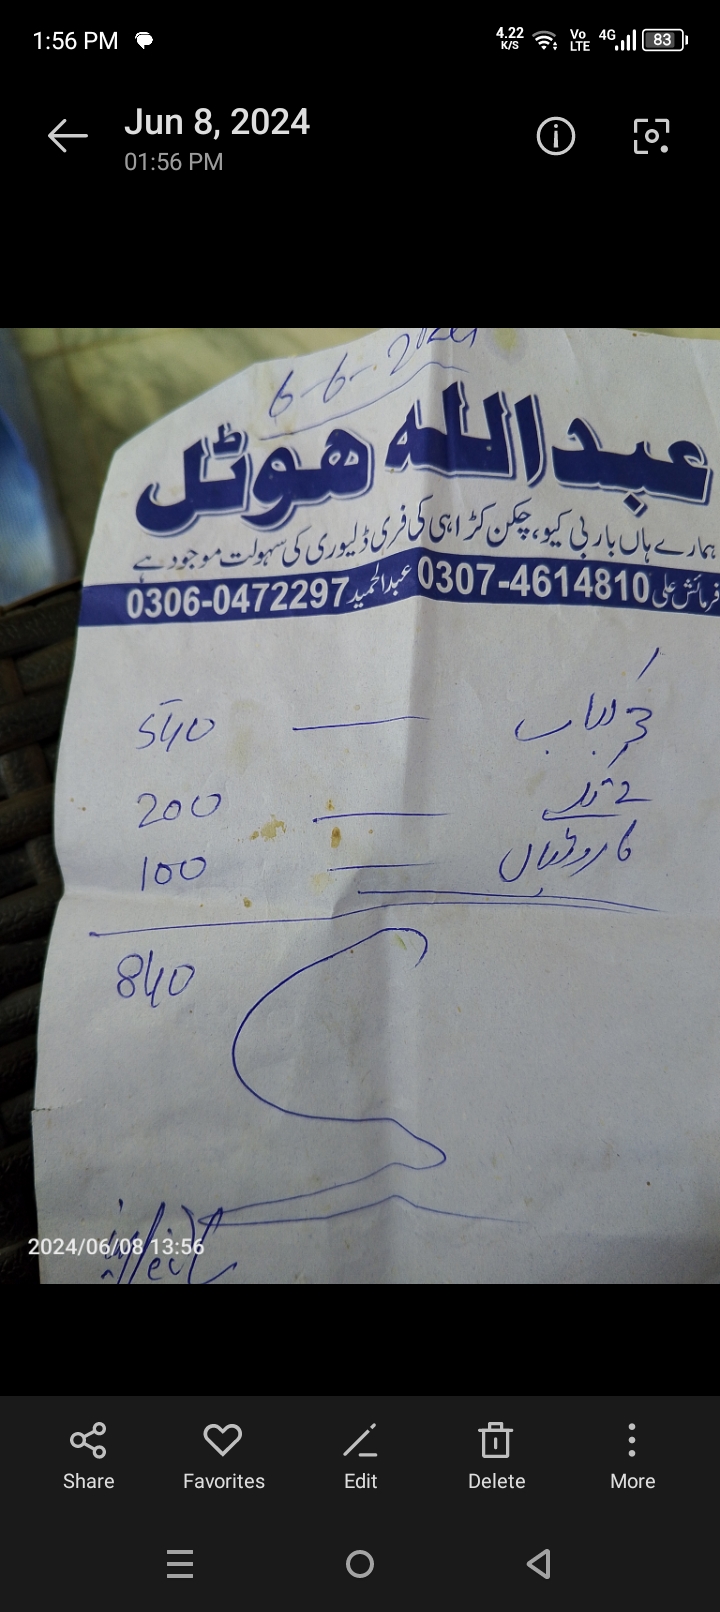 1:56 PM 4.22 K/S Vo LTE 4G 83
Jun 8, 2024
01:56 PM
6-6-2024
عبداللہ ہوٹل
ہمارے ہاں بار بی کیو، چکن کڑاہی کی فری ڈلیوری کی سہولت موجود ہے
فرمائش علی 0307-4614810 عبدالحمید 0306-0472297
3 کباب 540
2 200
روٹیاں 100
840
2024/06/08 13:56
Share Favorites Edit Delete More